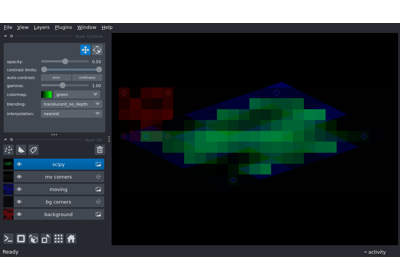 File View Layers Plugins Window Help
opacity: 0.50
contrast limits:
auto-contrast: once continuous
gamma: 1.00
colormap: green
blending: translucent_no_depth
interpolation: nearest
scipy
mv corners
moving
bg corners
background
Ready
activity